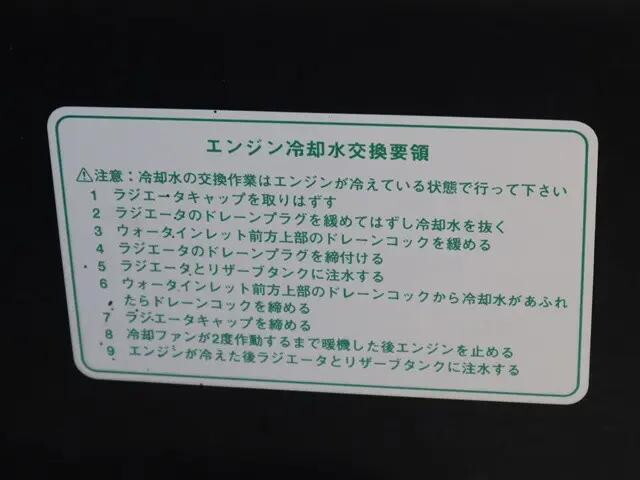 エンジン冷却水交換要領
⚠注意：冷却水の交換作業はエンジンが冷えている状態で行って下さい
1 ラジエータキャップを取りはずす
2 ラジエータのドレーンプラグを緩めてはずし冷却水を抜く
3 ウォータインレット前方上部のドレーンコックを緩める
4 ラジエータのドレーンプラグを締付ける
5 ラジエータとリザーブタンクに注水する
6 ウォータインレット前方上部のドレーンコックから冷却水があふれ
たらドレーンコックを締める
7 ラジエータキャップを締める
8 冷却ファンが2度作動するまで暖機した後エンジンを止める
9 エンジンが冷えた後ラジエータとリザーブタンクに注水する